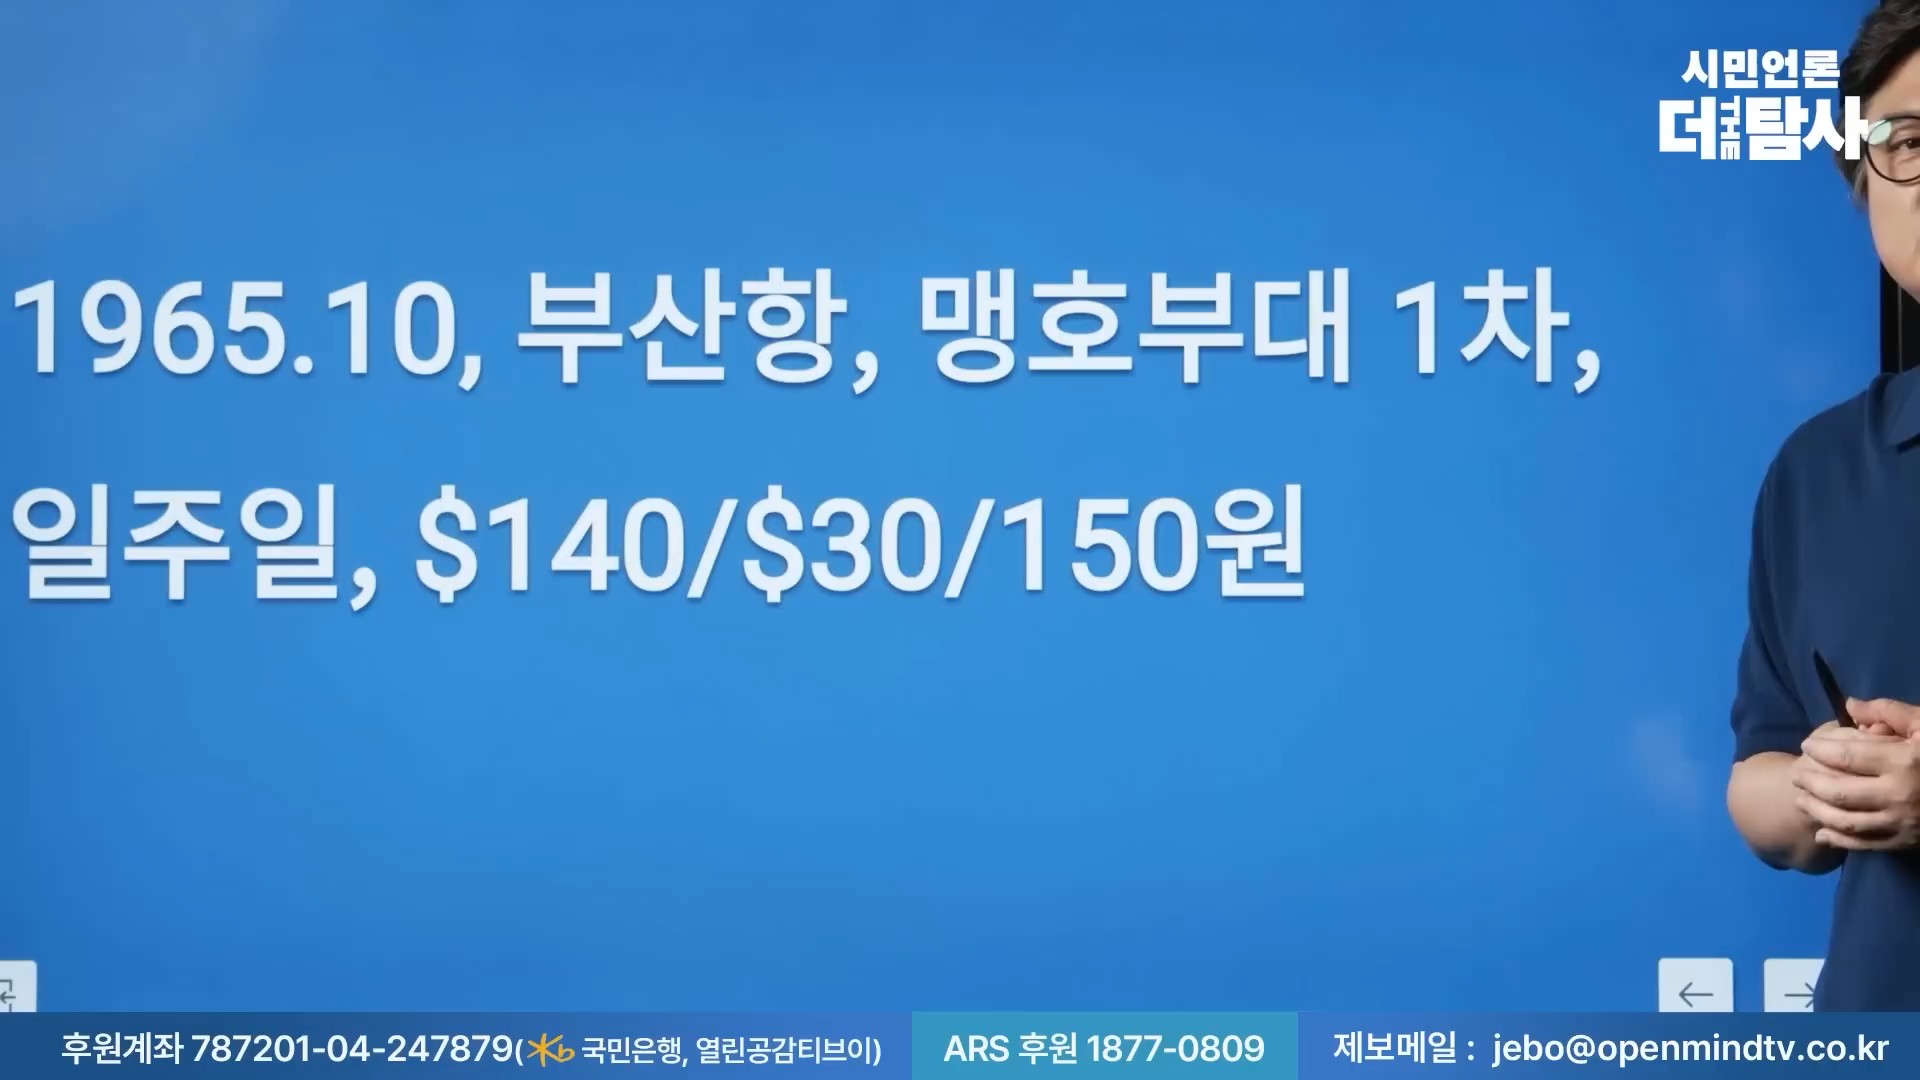 시민언론
더탐사
1965.10, 부산항, 맹호부대 1차,
일주일, $140/$30/150원
후원계좌 787201-04-247879(국민은행, 열린공감티브이)
ARS 후원 1877-0809
제보메일 : jebo@openmindtv.co.kr